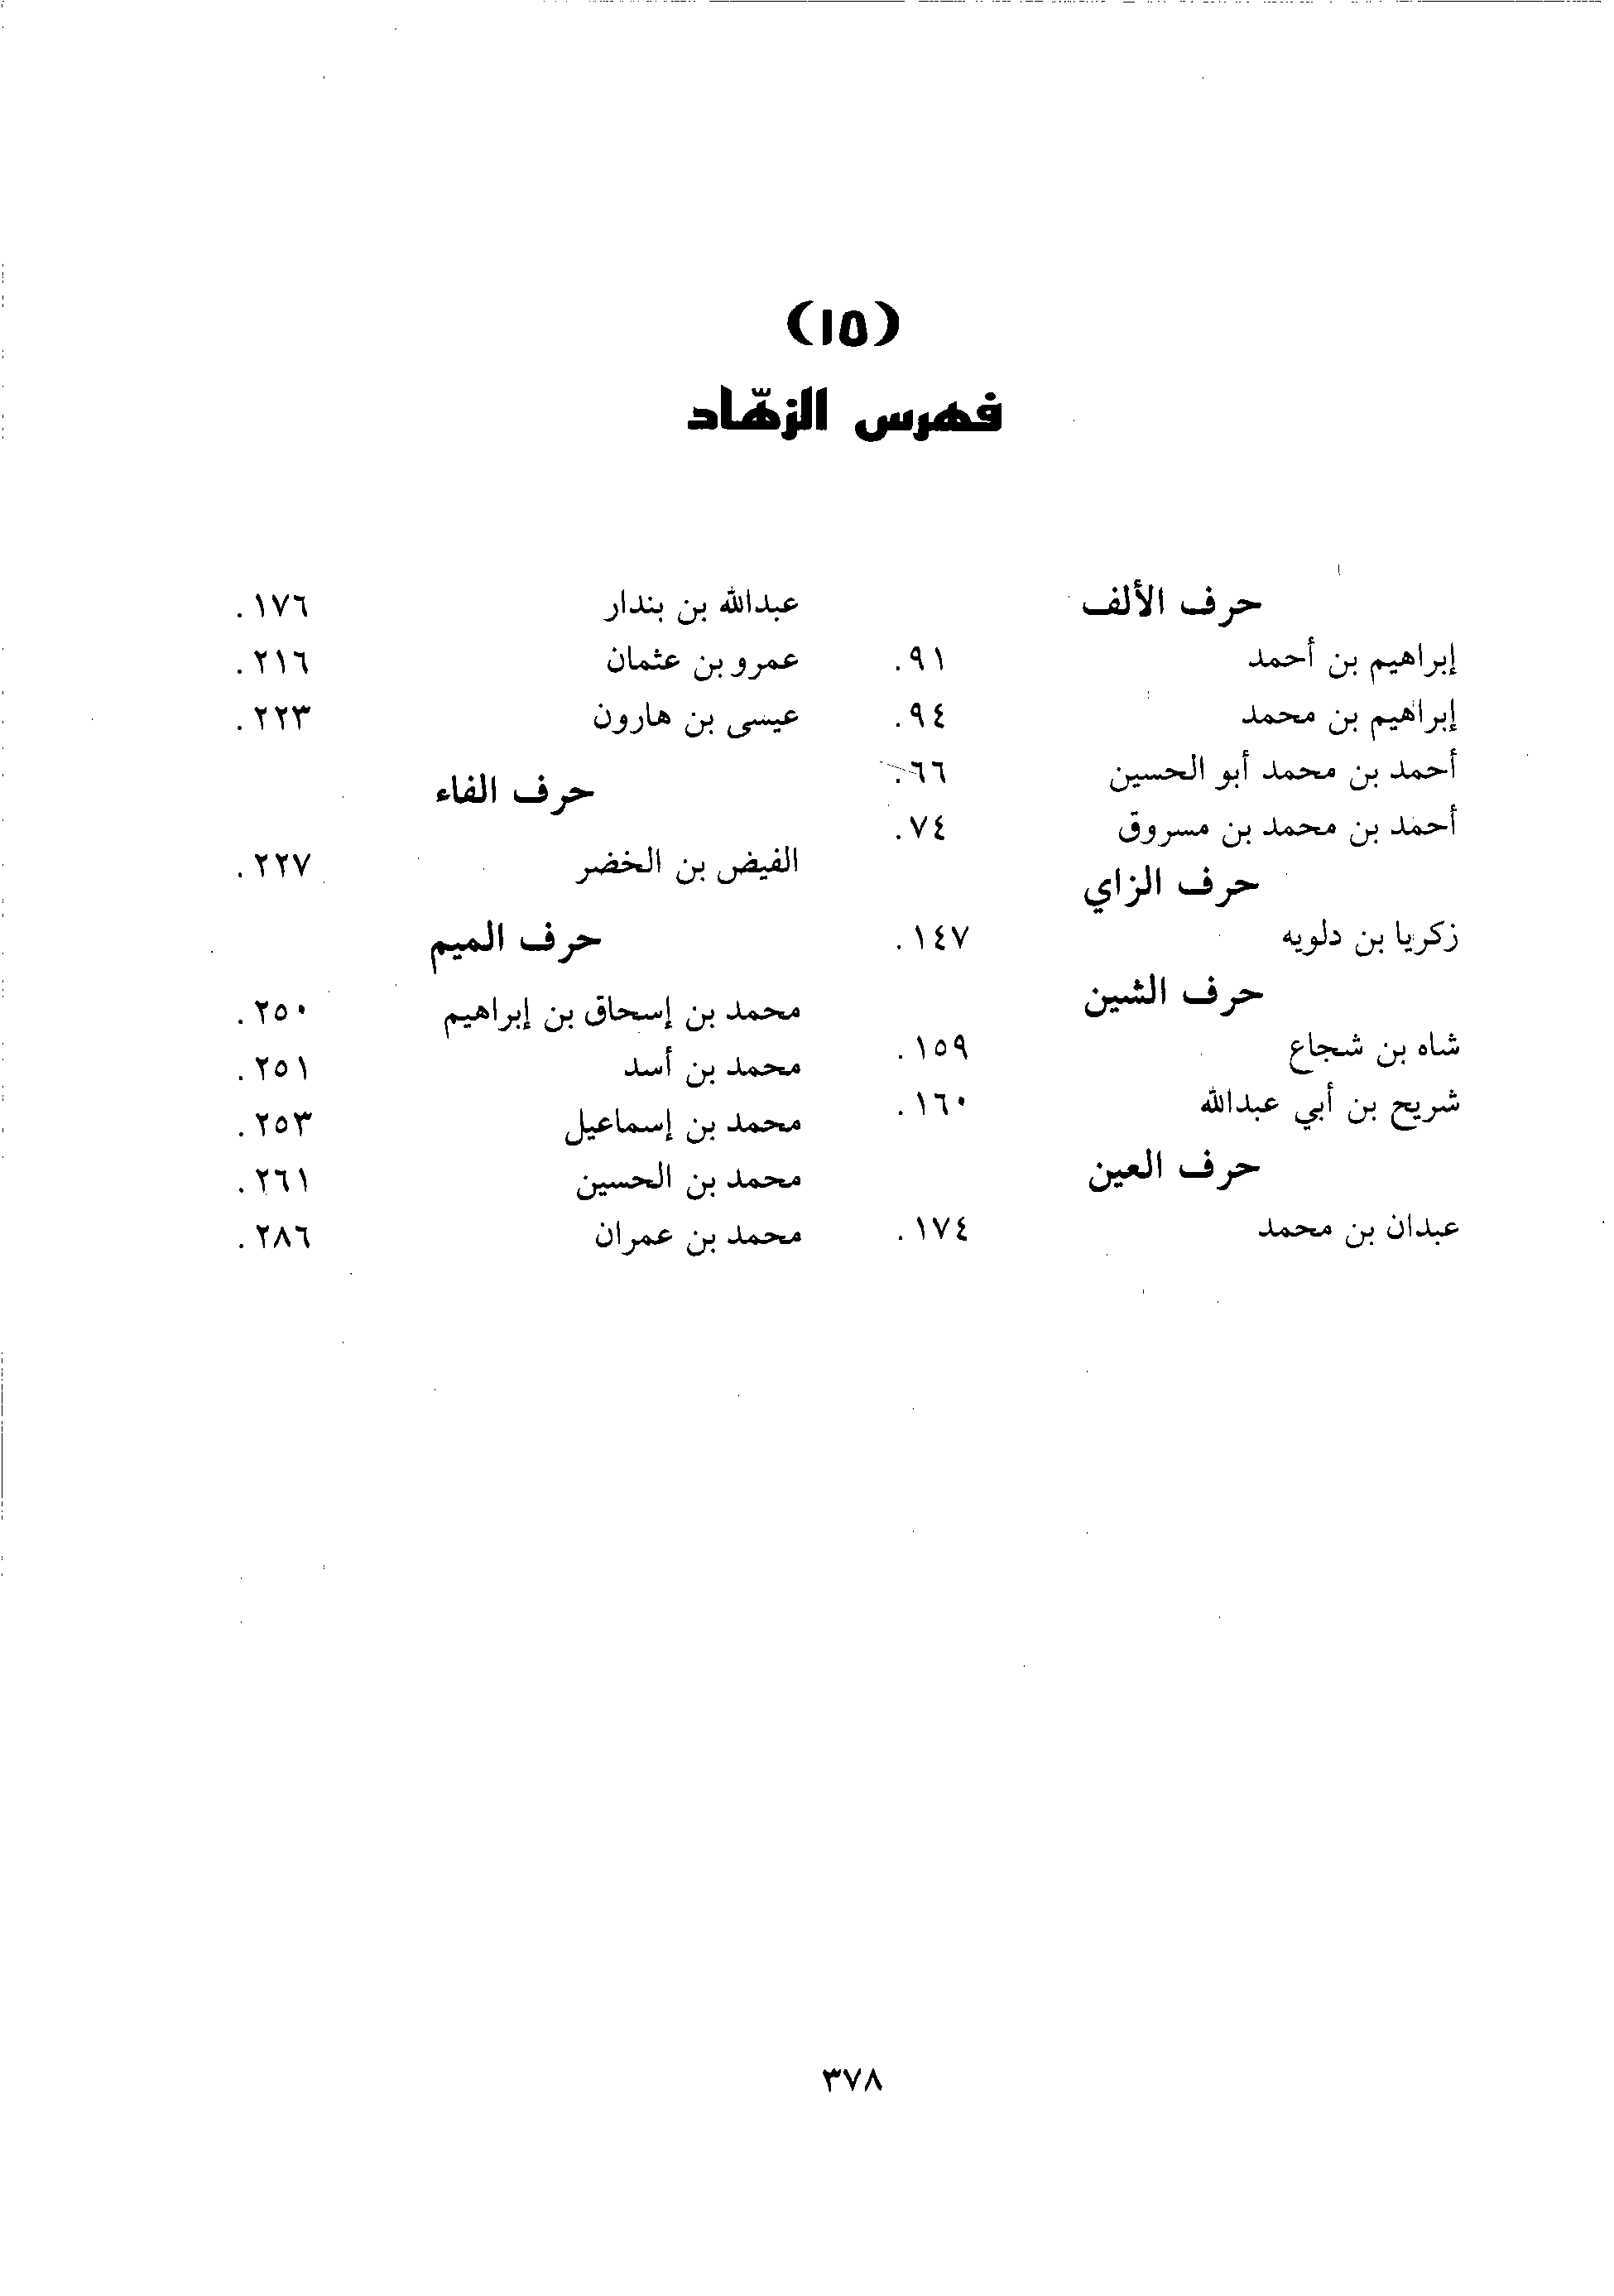 (١٥)
فهرس الزهّاد
حرف الألف
إبراهيم بن أحمد ٩١.
إبراهيم بن محمد ٩٤.
أحمد بن محمد أبو الحسين ٦٦.
أحمد بن محمد بن مسروق ٧٤.
حرف الزاي
زكريا بن دلويه ١٤٧.
حرف الشين
شاه بن شجاع ١٥٩.
شريح بن أبي عبدالله ١٦٠.
حرف العين
عبدان بن محمد ١٧٤.
عبدالله بن بندار ١٧٦.
عمرو بن عثمان ٢١٦.
عيسى بن هارون ٢٢٣.
حرف الفاء
الفيض بن الخضر ٢٢٧.
حرف الميم
محمد بن إسحاق بن إبراهيم ٢٥٠.
محمد بن أسد ٢٥١.
محمد بن إسماعيل ٢٥٣.
محمد بن الحسين ٢٦١.
محمد بن عمران ٢٨٦.
٣٧٨